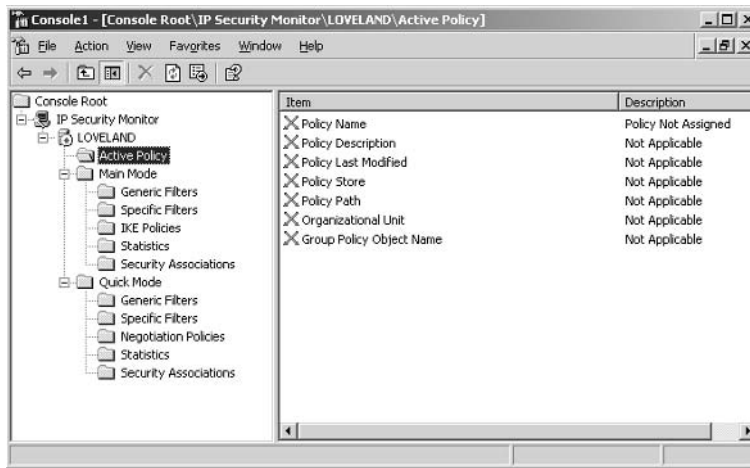 Console1 - [Console Root\IP Security Monitor\LOVELAND\Active Policy]
File Action View Favorites Window Help
Console Root
IP Security Monitor
LOVELAND
Active Policy
Main Mode
Generic Filters
Specific Filters
IKE Policies
Statistics
Security Associations
Quick Mode
Generic Filters
Specific Filters
Negotiation Policies
Statistics
Security Associations
Item Description
Policy Name Policy Not Assigned
Policy Description Not Applicable
Policy Last Modified Not Applicable
Policy Store Not Applicable
Policy Path Not Applicable
Organizational Unit Not Applicable
Group Policy Object Name Not Applicable